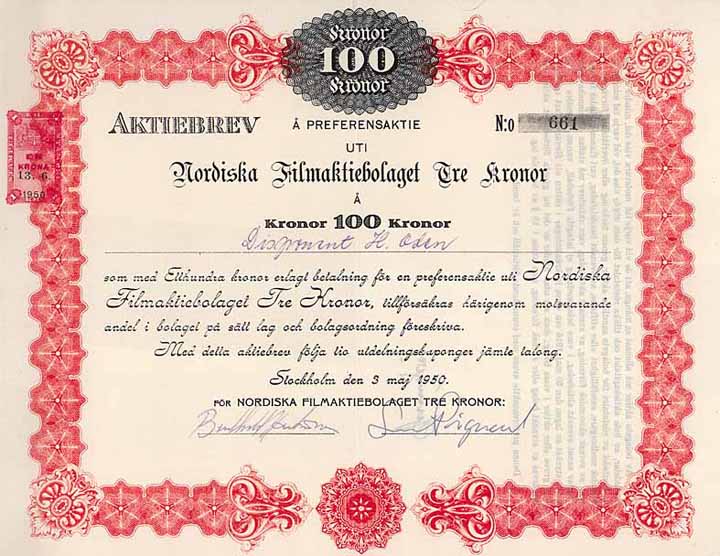 Kronor
100
Kronor
AKTIEBREV Å PREFERENSAKTIE N:o 661
UTI
Nordiska Filmaktiebolaget Tre Kronor
Å
Kronor 100 Kronor
Disponent H. Odén
som med Etthundra kronor erlagt betalning för en preferensaktie uti Nordiska
Filmaktiebolaget Tre Kronor, tillförsäkras härigenom motsvarande
andel i bolaget på sätt lag och bolagsordning föreskriva.
Med detta aktiebrev följa tio utdelningskuponger jämte talong.
Stockholm den 3 maj 1950.
FÖR NORDISKA FILMAKTIEBOLAGET TRE KRONOR:
EN
KRONA
13. 6.
1950